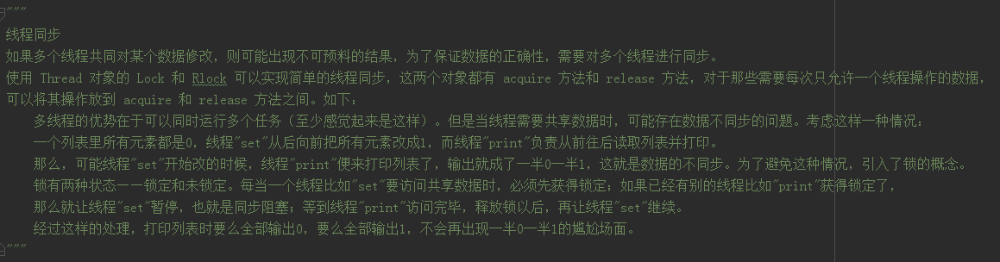 """
线程同步
如果多个线程共同对某个数据修改，则可能出现不可预料的结果，为了保证数据的正确性，需要对多个线程进行同步。
使用 Thread 对象的 Lock 和 Rlock 可以实现简单的线程同步，这两个对象都有 acquire 方法和 release 方法，对于那些需要每次只允许一个线程操作的数据，
可以将其操作放到 acquire 和 release 方法之间。如下：
多线程的优势在于可以同时运行多个任务（至少感觉起来是这样）。但是当线程需要共享数据时，可能存在数据不同步的问题。考虑这样一种情况：
一个列表里所有元素都是0，线程"set"从后向前把所有元素改成1，而线程"print"负责从前往后读取列表并打印。
那么，可能线程"set"开始改的时候，线程"print"便来打印列表了，输出就成了一半0一半1，这就是数据的不同步。为了避免这种情况，引入了锁的概念。
锁有两种状态——锁定和未锁定。每当一个线程比如"set"要访问共享数据时，必须先获得锁定；如果已经有别的线程比如"print"获得锁定了，
那么就让线程"set"暂停，也就是同步阻塞；等到线程"print"访问完毕，释放锁以后，再让线程"set"继续。
经过这样的处理，打印列表时要么全部输出0，要么全部输出1，不会再出现一半0一半1的尴尬场面。
"""